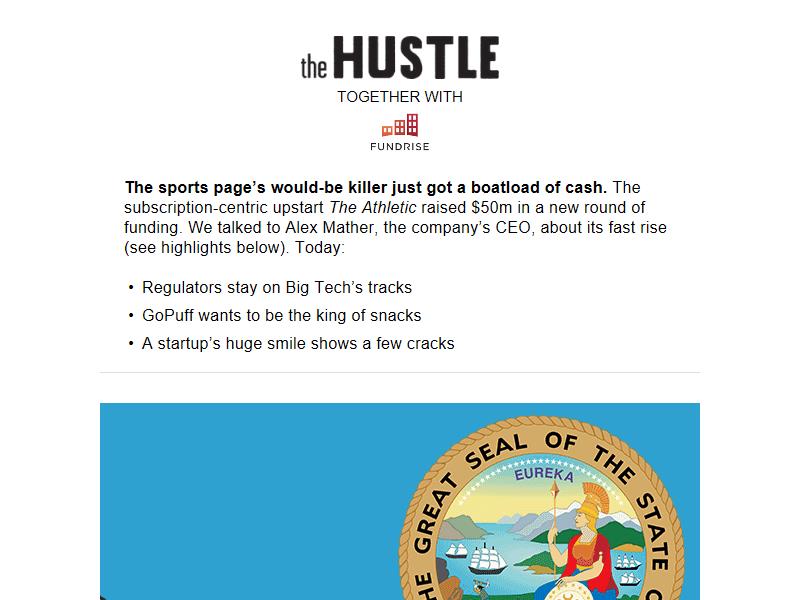 the HUSTLE
TOGETHER WITH
FUNDRISE
The sports page’s would-be killer just got a boatload of cash. The
subscription-centric upstart The Athletic raised $50m in a new round of
funding. We talked to Alex Mather, the company’s CEO, about its fast rise
(see highlights below). Today:
• Regulators stay on Big Tech’s tracks
• GoPuff wants to be the king of snacks
• A startup’s huge smile shows a few cracks
THE GREAT SEAL OF THE STATE
EUREKA